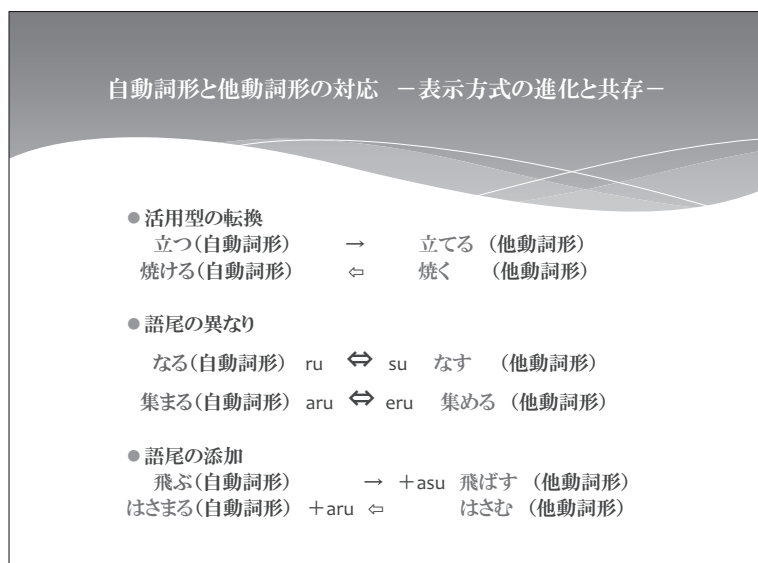 自動詞形と他動詞形の対応 －表示方式の進化と共存－
●活用型の転換
立つ(自動詞形) → 立てる (他動詞形)
焼ける(自動詞形) ⇦ 焼く (他動詞形)
●語尾の異なり
なる(自動詞形) ru ⇔ su なす (他動詞形)
集まる(自動詞形) aru ⇔ eru 集める (他動詞形)
●語尾の添加
飛ぶ(自動詞形) → ＋asu 飛ばす (他動詞形)
はさまる(自動詞形) ＋aru ⇦ はさむ (他動詞形)